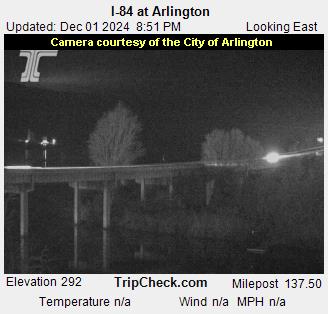 I-84 at Arlington
Updated: Dec 01 2024 8:51 PM Looking East
Camera courtesy of the City of Arlington
Elevation 292 TripCheck.com Milepost 137.50
Temperature n/a Wind n/a MPH n/a